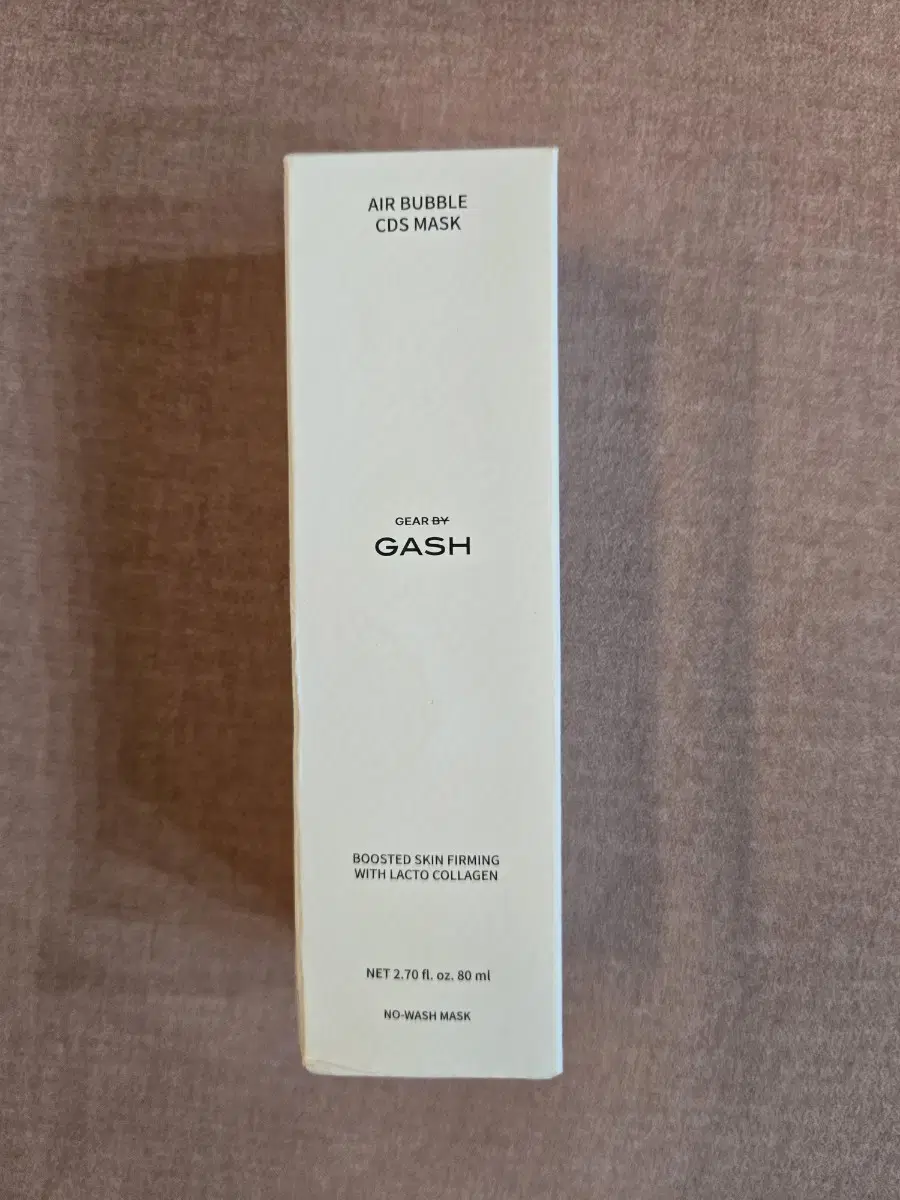 AIR BUBBLE
CDS MASK
GEAR BY
GASH
BOOSTED SKIN FIRMING
WITH LACTO COLLAGEN
NET 2.70 fl. oz. 80 ml
NO-WASH MASK